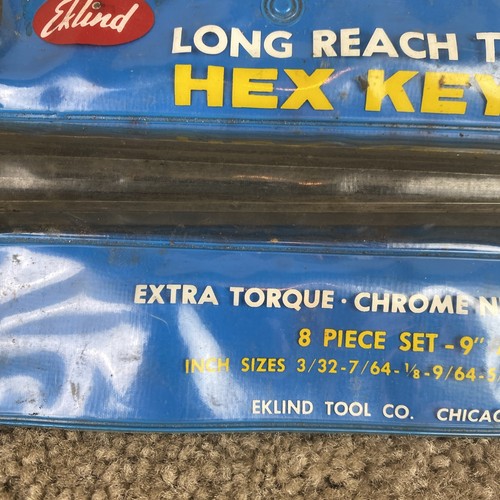 Eklind
LONG REACH T
HEX KEY
EXTRA TORQUE · CHROME N
8 PIECE SET - 9"
INCH SIZES 3/32-7/64-1/8-9/64-5
EKLIND TOOL CO. CHICAG